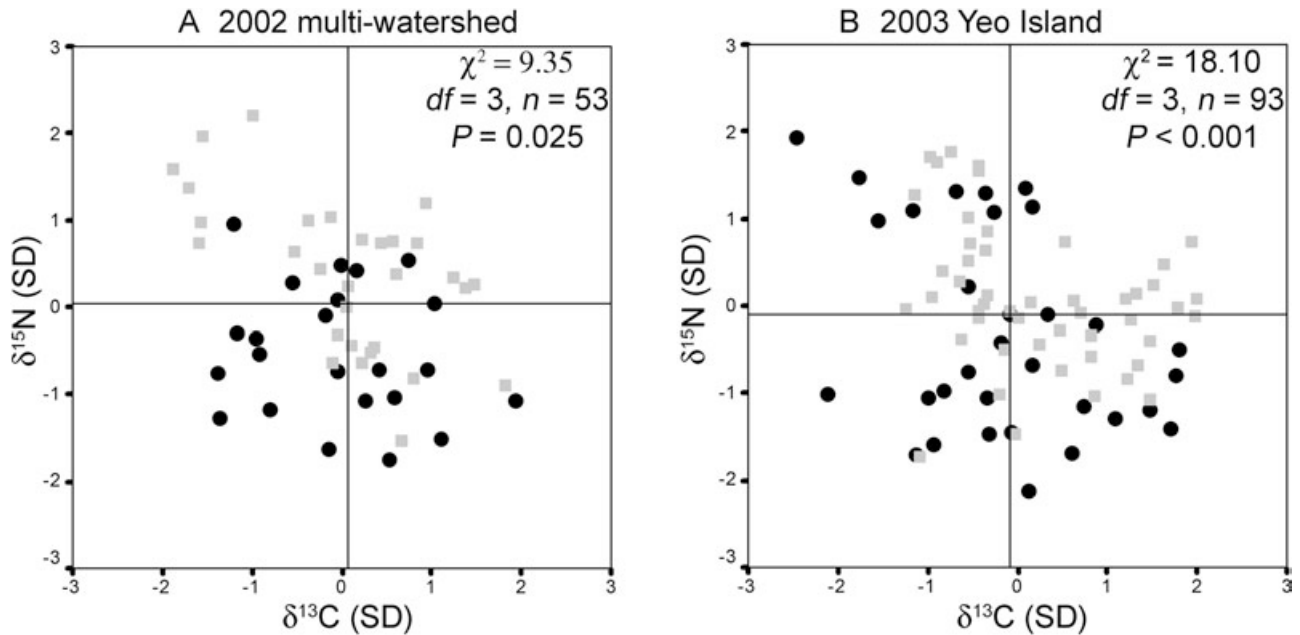 A 2002 multi-watershed
χ² = 9.35
df = 3, n = 53
P = 0.025
3
2
1
0
-1
-2
-3
δ¹⁵N (SD)
-3 -2 -1 0 1 2 3
δ¹³C (SD)
B 2003 Yeo Island
χ² = 18.10
df = 3, n = 93
P < 0.001
3
2
1
0
-1
-2
-3
δ¹⁵N (SD)
-3 -2 -1 0 1 2 3
δ¹³C (SD)